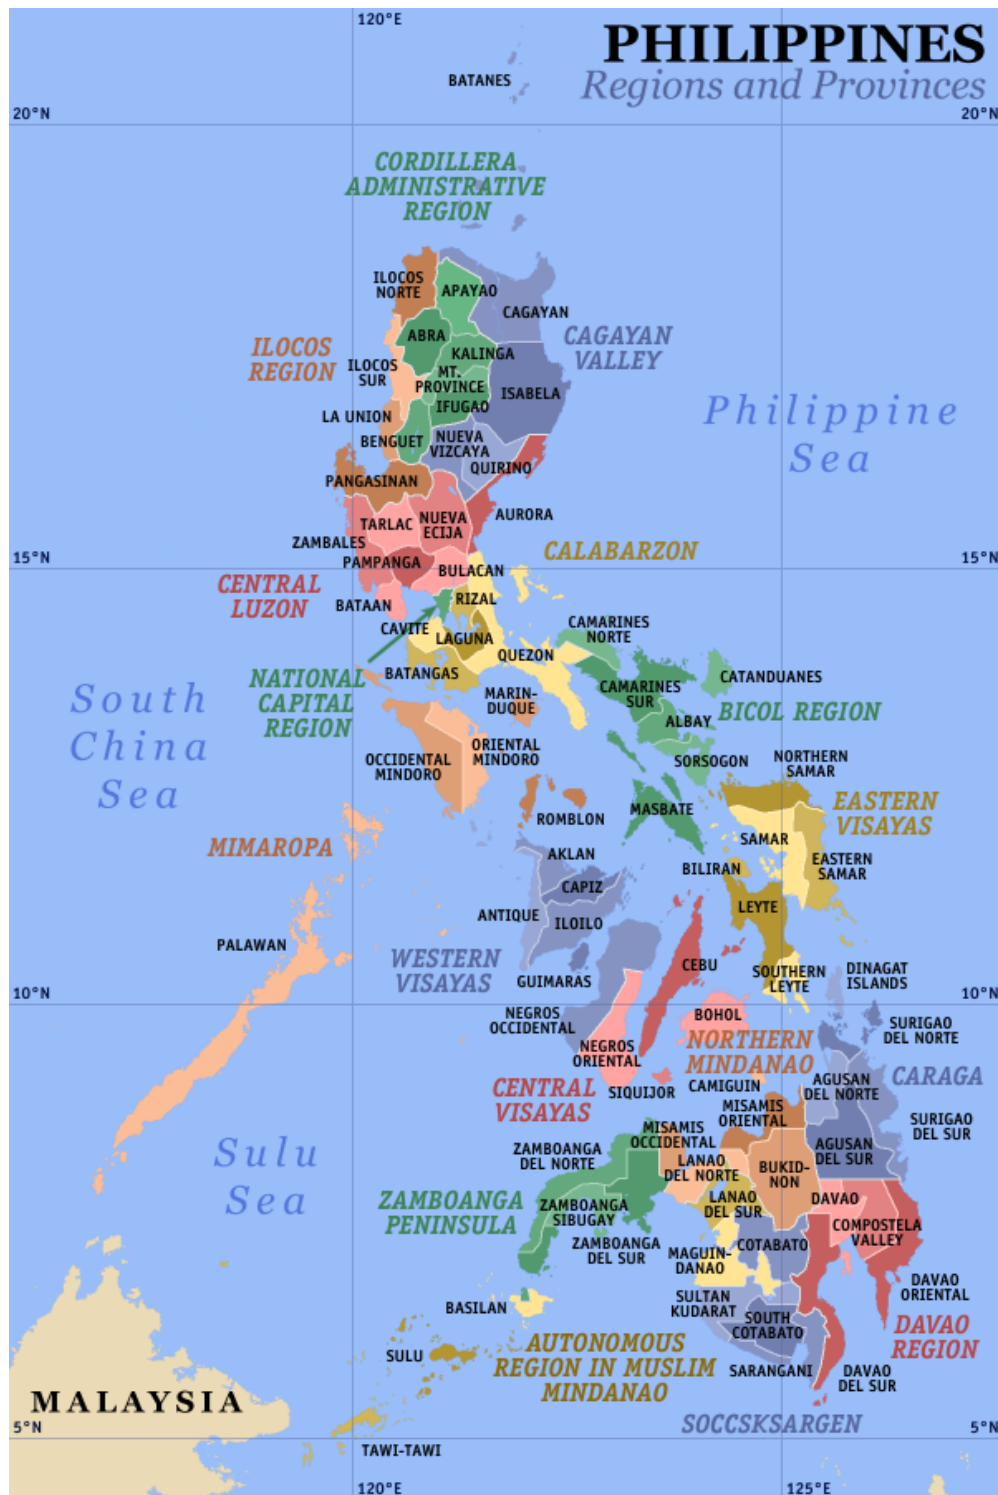 120°E
PHILIPPINES
Regions and Provinces
BATANES
20°N
20°N
CORDILLERA
ADMINISTRATIVE
REGION
ILOCOS
NORTE
APAYAO
CAGAYAN
ABRA
CAGAYAN
VALLEY
ILOCOS
REGION
KALINGA
ILOCOS
SUR
MT.
PROVINCE
ISABELA
IFUGAO
Philippine
Sea
LA UNION
BENGUET
NUEVA
VIZCAYA
QUIRINO
PANGASINAN
AURORA
TARLAC
NUEVA
ECIJA
ZAMBALES
CALABARZON
15°N
15°N
PAMPANGA
BULACAN
CENTRAL
LUZON
BATAAN
RIZAL
CAVITE
LAGUNA
CAMARINES
NORTE
QUEZON
BATANGAS
NATIONAL
CAPITAL
REGION
CATANDUANES
CAMARINES
SUR
MARIN-
DUQUE
South
China
Sea
ALBAY
BICOL REGION
ORIENTAL
MINDORO
OCCIDENTAL
MINDORO
SORSOGON
NORTHERN
SAMAR
MASBATE
ROMBLON
EASTERN
VISAYAS
MIMAROPA
SAMAR
AKLAN
BILIRAN
EASTERN
SAMAR
CAPIZ
LEYTE
ANTIQUE
ILOILO
PALAWAN
WESTERN
VISAYAS
CEBU
GUIMARAS
SOUTHERN
LEYTE
DINAGAT
ISLANDS
10°N
NEGROS
OCCIDENTAL
BOHOL
SURIGAO
DEL NORTE
NORTHERN
MINDANAO
NEGROS
ORIENTAL
CENTRAL
VISAYAS
SIQUIJOR
CAMIGUIN
AGUSAN
DEL NORTE
CARAGA
MISAMIS
ORIENTAL
SURIGAO
DEL SUR
MISAMIS
OCCIDENTAL
AGUSAN
DEL SUR
Sulu
Sea
ZAMBOANGA
DEL NORTE
LANAO
DEL NORTE
BUKID-
NON
ZAMBOANGA
PENINSULA
ZAMBOANGA
SIBUGAY
LANAO
DEL SUR
DAVAO
COMPOSTELA
VALLEY
ZAMBOANGA
DEL SUR
COTABATO
MAGUIN-
DANAO
DAVAO
ORIENTAL
BASILAN
SULTAN
KUDARAT
SOUTH
COTABATO
DAVAO
REGION
AUTONOMOUS
REGION IN MUSLIM
MINDANAO
SULU
SARANGANI
DAVAO
DEL SUR
MALAYSIA
SOCCSKSARGEN
5°N
5°N
TAWI-TAWI
120°E
125°E